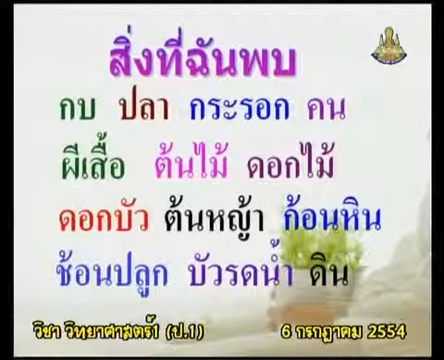 สิ่งที่ฉันพบ
กบ ปลา กระรอก คน
ผีเสื้อ ต้นไม้ ดอกไม้
ดอกบัว ต้นหญ้า ก้อนหิน
ช้อนปลูก บัวรดน้ำ ดิน
วิชา วิทยาศาสตร์1 (ป.1) 6 กรกฎาคม 2554